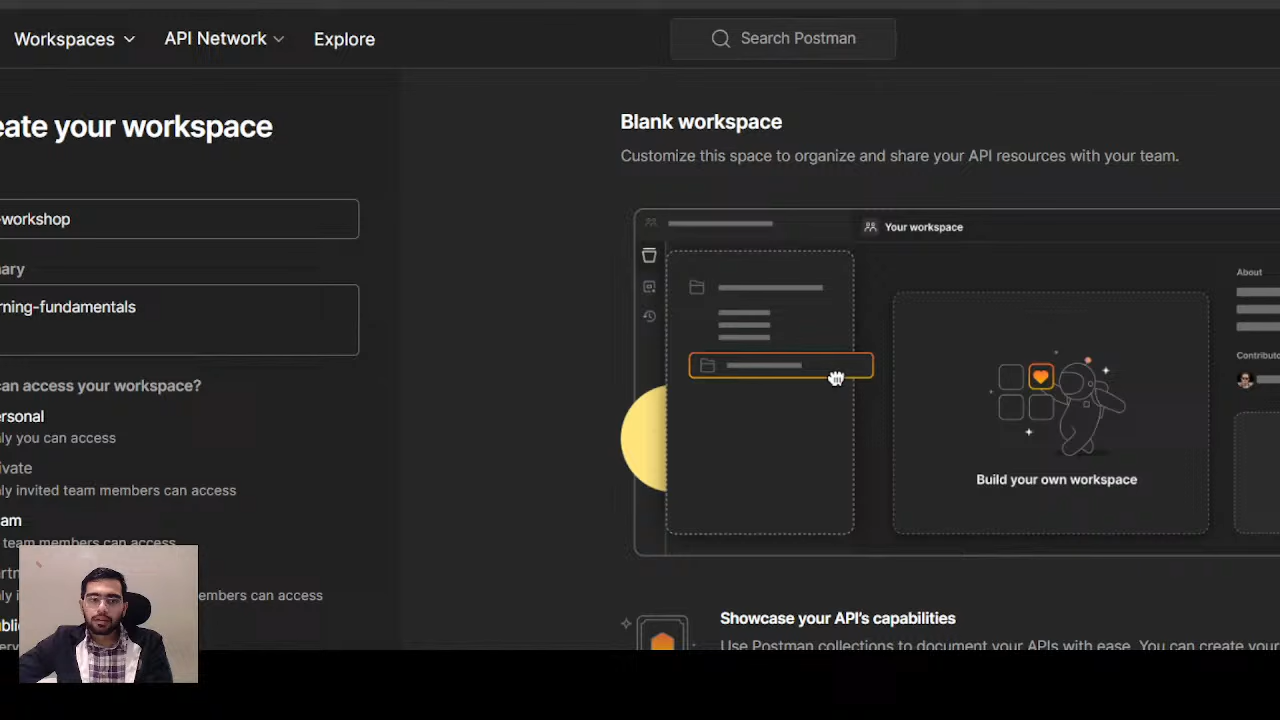 Workspaces
API Network
Explore
Search Postman
eate your workspace
-workshop
ary
rning-fundamentals
can access your workspace?
ersonal
ly you can access
ivate
ly invited team members can access
am
team members can access
artn
ly i
embers can access
ublic
Blank workspace
Customize this space to organize and share your API resources with your team.
Your workspace
About
Contributo
Build your own workspace
Showcase your API's capabilities
Use Postman collections to document your APIs with ease. You can create your